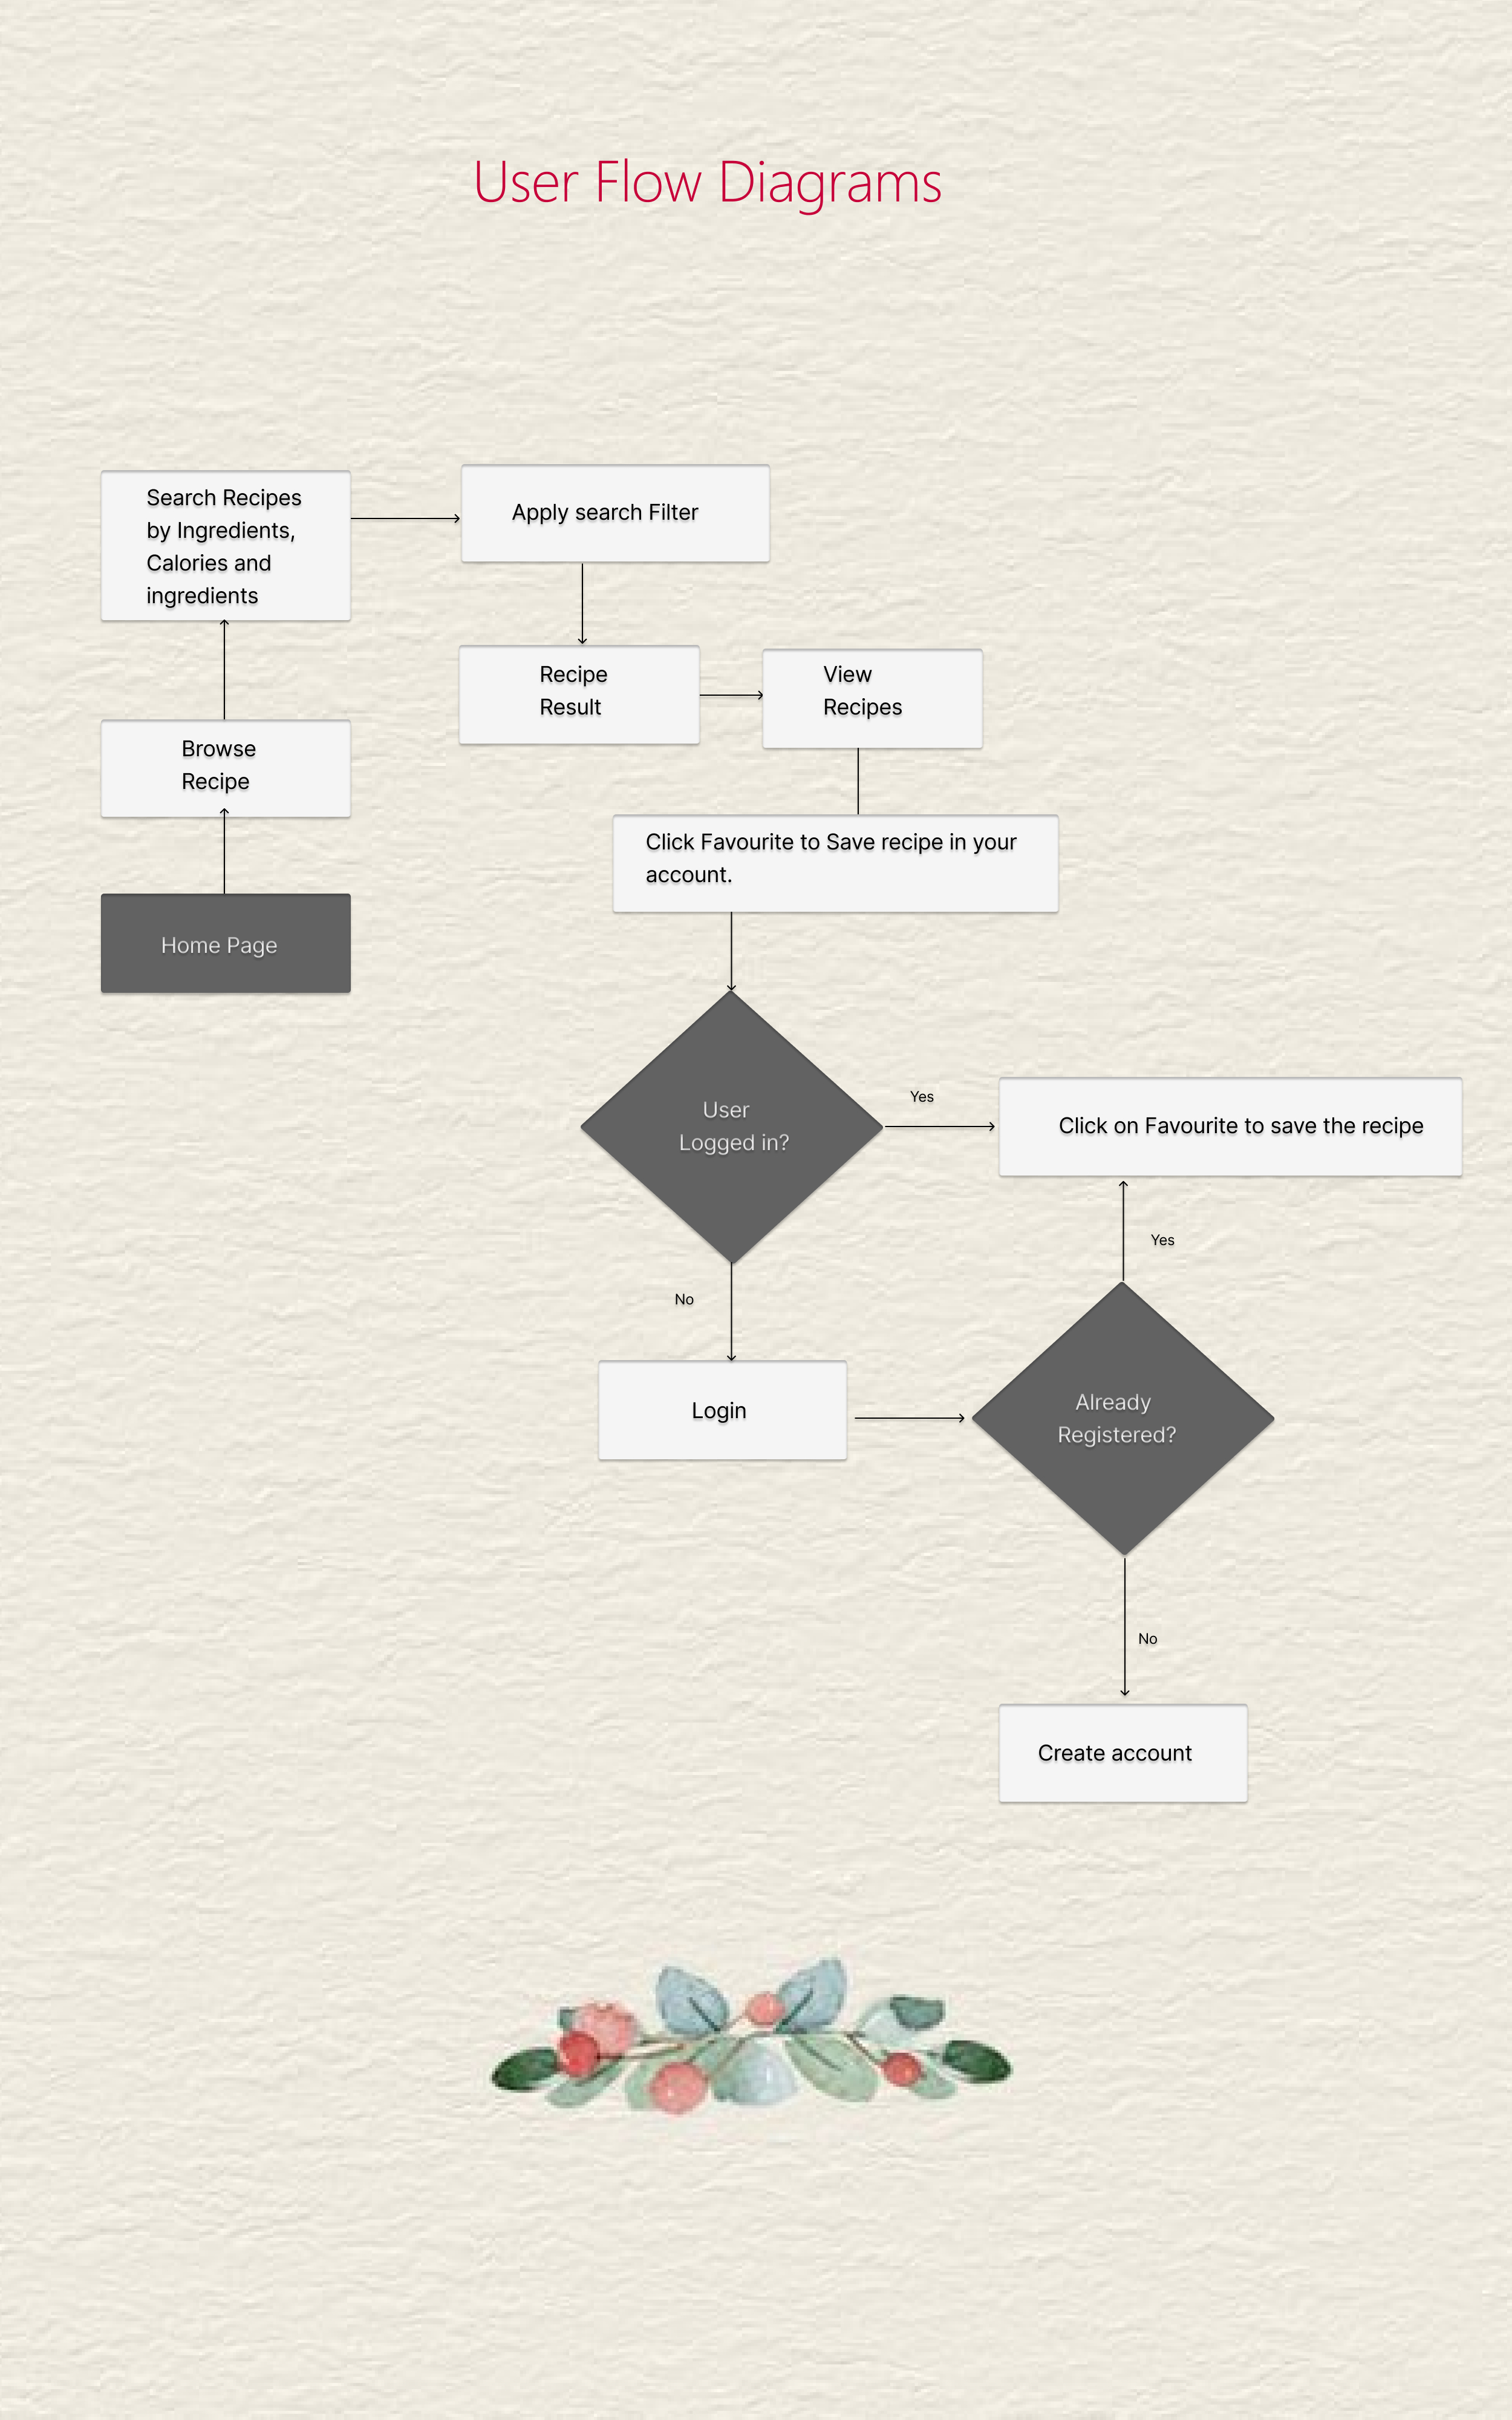 User Flow Diagrams
Search Recipes
by Ingredients,
Calories and
ingredients
Apply search Filter
Recipe
Result
View
Recipes
Browse
Recipe
Click Favourite to Save recipe in your
account.
Home Page
User
Logged in?
Yes
Click on Favourite to save the recipe
Yes
No
Login
Already
Registered?
No
Create account